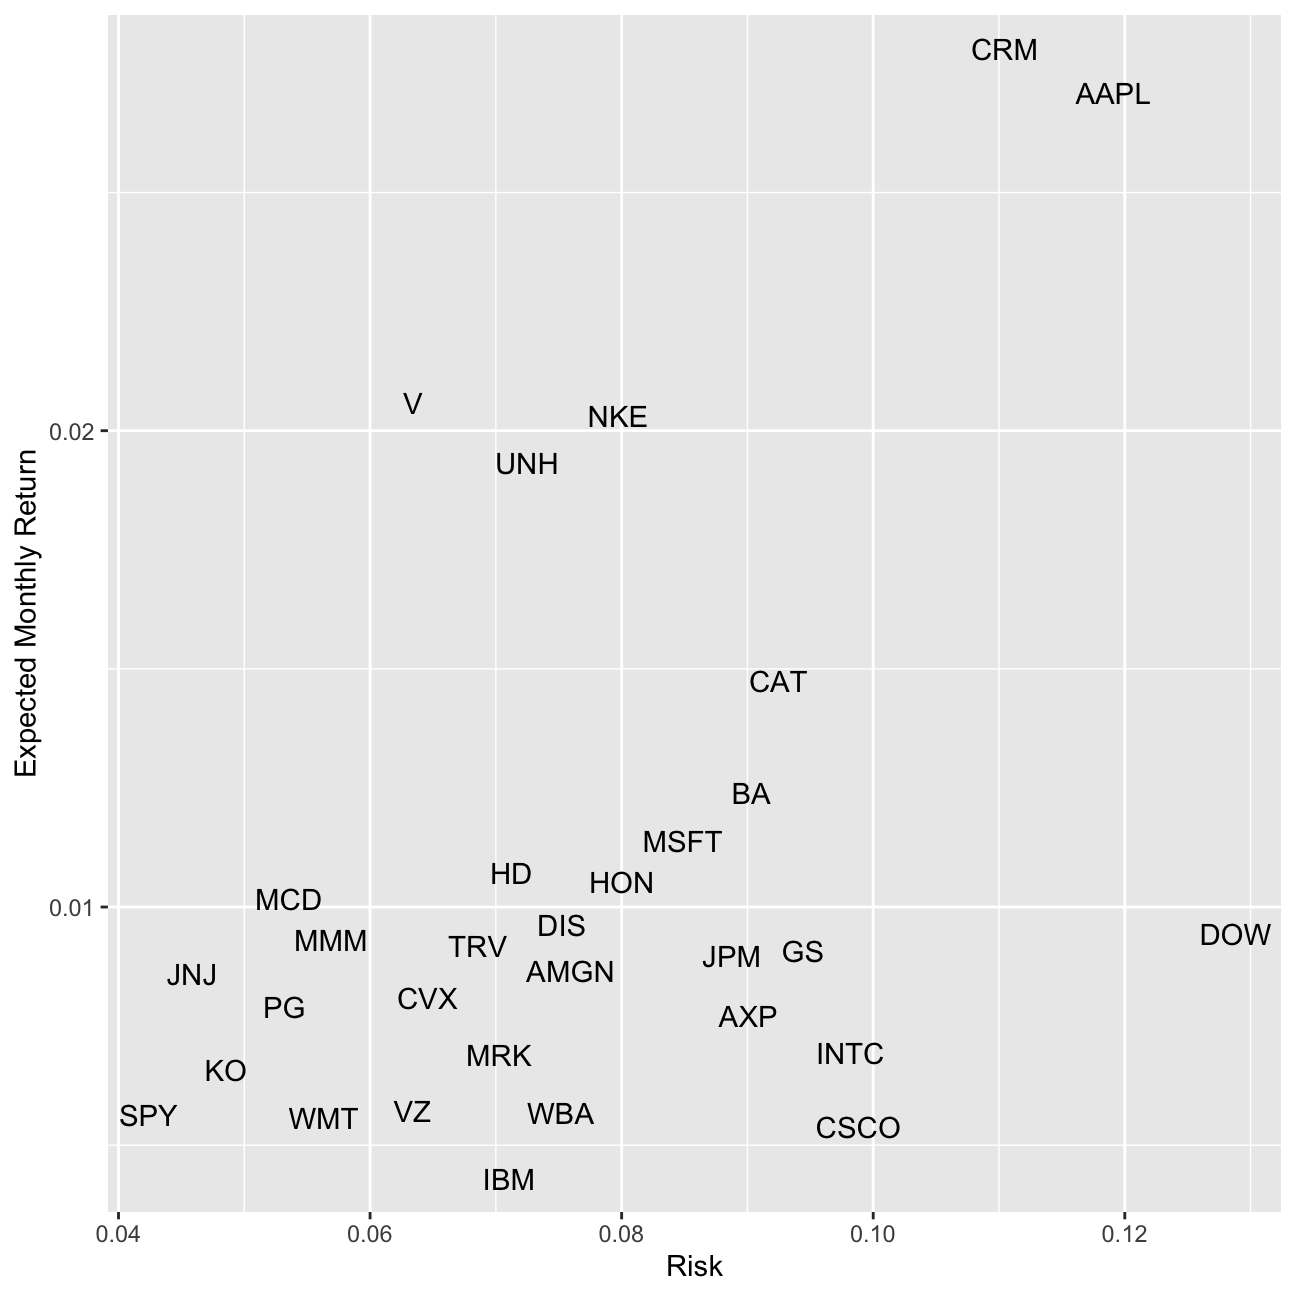 CRM
AAPL
V
NKE
0.02
UNH
Expected Monthly Return
CAT
BA
MSFT
HD
HON
MCD
0.01
DIS
DOW
MMM
TRV
GS
JPM
AMGN
JNJ
CVX
PG
AXP
INTC
MRK
KO
VZ
WBA
SPY
WMT
CSCO
IBM
0.04 0.06 0.08 0.10 0.12
Risk